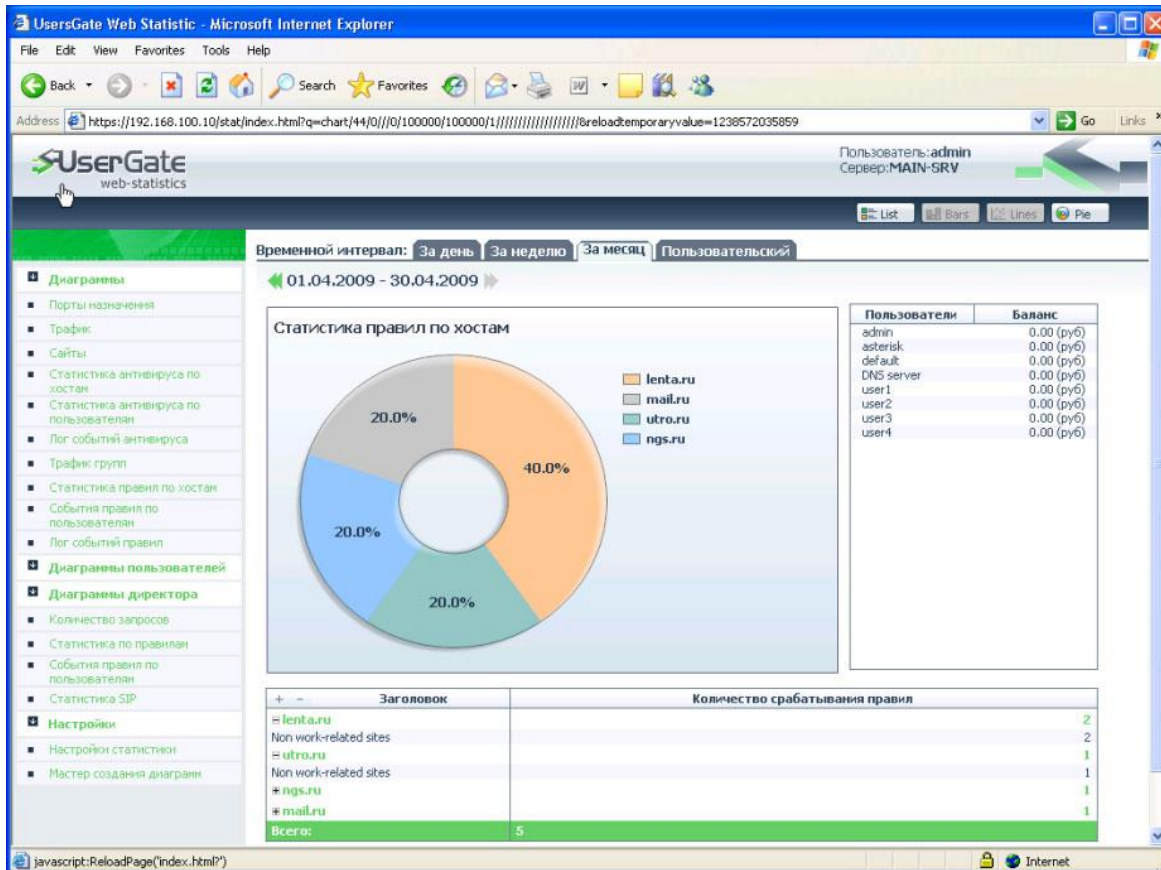 UsersGate Web Statistic - Microsoft Internet Explorer
File Edit View Favorites Tools Help
Back Search Favorites
Address https://192.168.100.10/stat/index.html?q=chart/44/0///0/100000/100000/1///////////////////&reloadtemporaryvalue=1238572035859 Go Links
UserGate
web-statistics
Пользователь:admin
Сервер:MAIN-SRV
List Bars Lines Pie
Временной интервал: За день За неделю За месяц Пользовательский
01.04.2009 - 30.04.2009
Диаграммы
Порты назначения
Трафик
Сайты
Статистика антивируса по
хостам
Статистика антивируса по
пользователям
Лог событий антивируса
Трафик групп
Статистика правил по хостам
События правил по
пользователям
Лог событий правил
Диаграммы пользователей
Диаграммы директора
Количество запросов
Статистика по правилам
События правил по
пользователям
Статистика SIP
Настройки
Настройки статистики
Мастер создания диаграмм
Статистика правил по хостам
20.0%
40.0%
20.0%
20.0%
lenta.ru
mail.ru
utro.ru
ngs.ru
Пользователи Баланс
admin 0.00 (руб)
asterisk 0.00 (руб)
default 0.00 (руб)
DNS server 0.00 (руб)
user1 0.00 (руб)
user2 0.00 (руб)
user3 0.00 (руб)
user4 0.00 (руб)
+ - Заголовок Количество срабатывания правил
lenta.ru 2
Non work-related sites 2
utro.ru 1
Non work-related sites 1
ngs.ru 1
mail.ru 1
Всего: 5
javascript:ReloadPage('index.html?') Internet